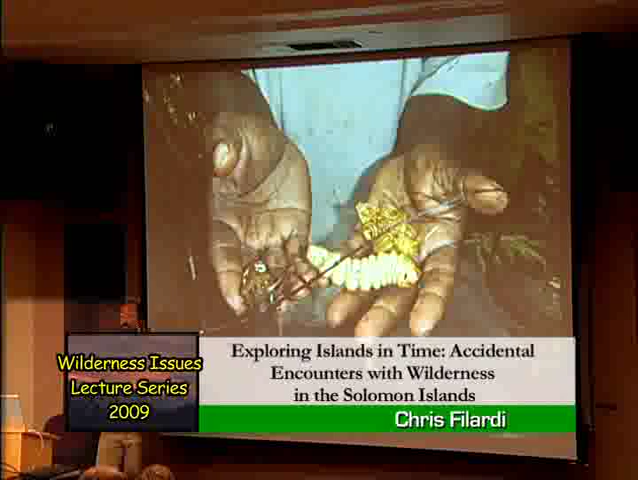 Wilderness Issues
Lecture Series
2009
Exploring Islands in Time: Accidental
Encounters with Wilderness
in the Solomon Islands
Chris Filardi